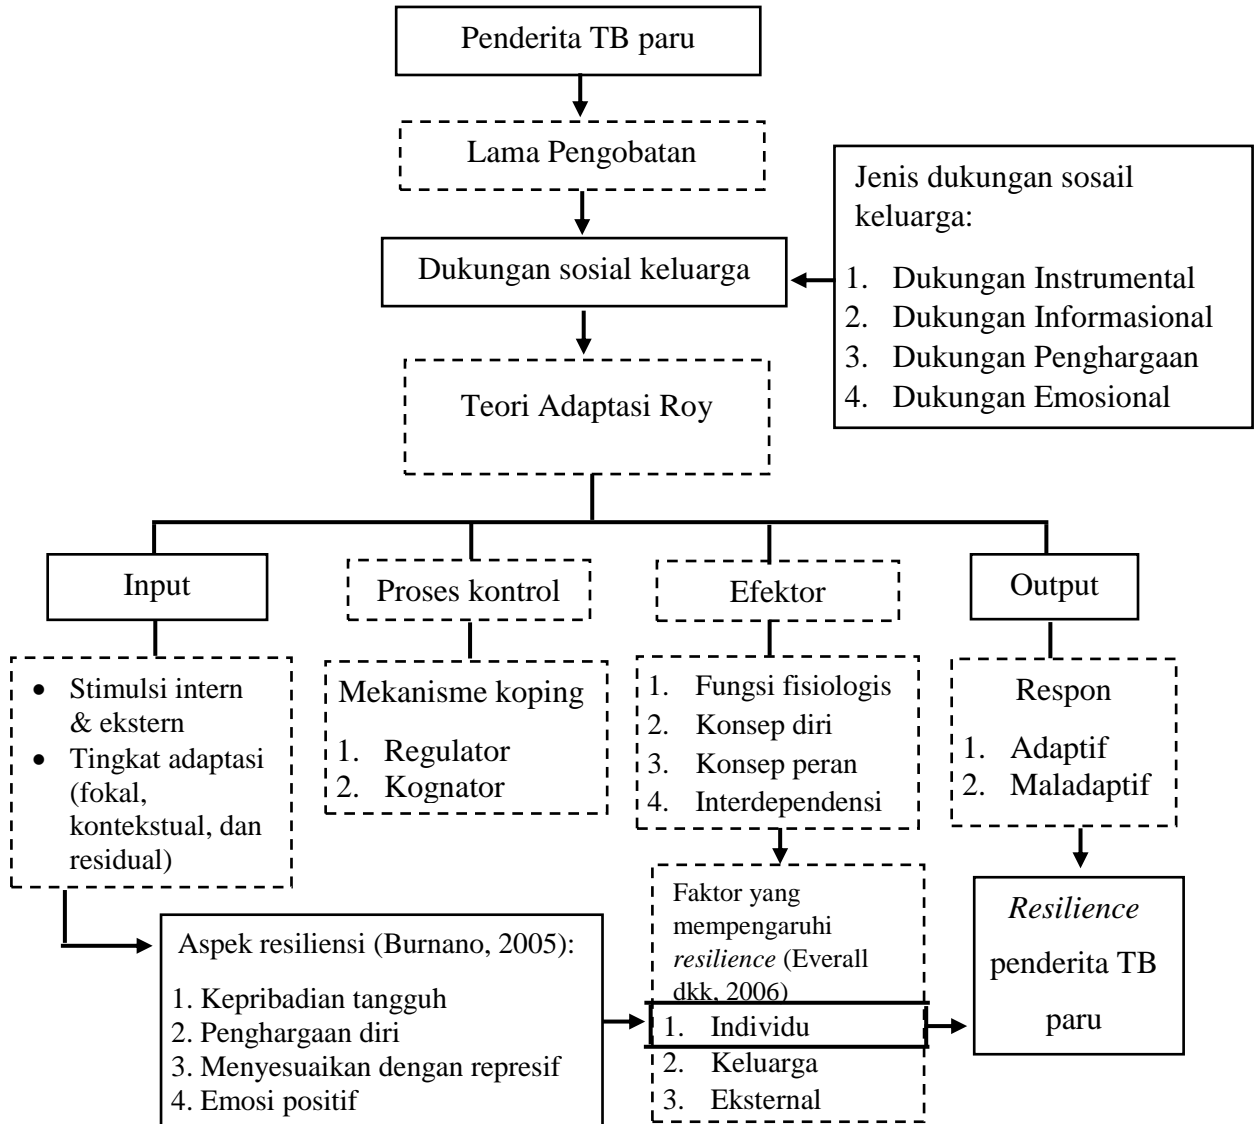 Penderita TB paru
Lama Pengobatan
Jenis dukungan sosail
keluarga:
1. Dukungan Instrumental
2. Dukungan Informasional
3. Dukungan Penghargaan
4. Dukungan Emosional
Dukungan sosial keluarga
Teori Adaptasi Roy
Input
Proses kontrol
Efektor
Output
• Stimulsi intern
& ekstern
• Tingkat adaptasi
(fokal,
kontekstual, dan
residual)
Mekanisme koping
1. Regulator
2. Kognator
1. Fungsi fisiologis
2. Konsep diri
3. Konsep peran
4. Interdependensi
Respon
1. Adaptif
2. Maladaptif
Aspek resiliensi (Burnano, 2005):
1. Kepribadian tangguh
2. Penghargaan diri
3. Menyesuaikan dengan represif
4. Emosi positif
Faktor yang
mempengaruhi
resilience (Everall
dkk, 2006)
1. Individu
2. Keluarga
3. Eksternal
Resilience
penderita TB
paru